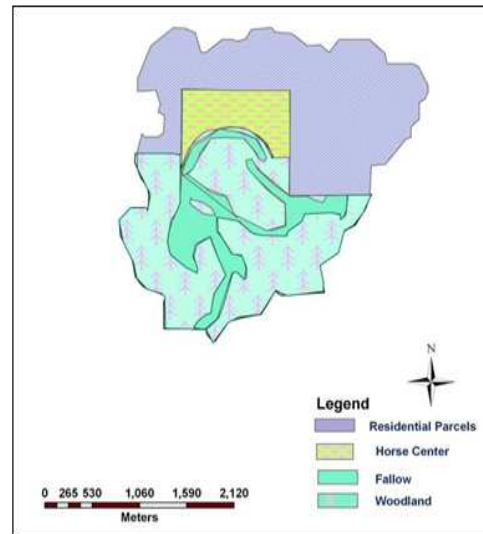 N
Legend
Residential Parcels
Horse Center
Fallow
Woodland
0 265 530 1,060 1,590 2,120
Meters